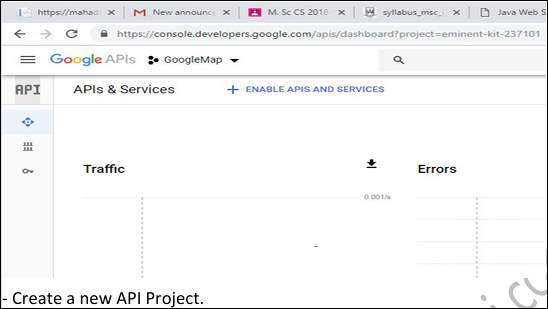 https://mahad
New announce
M. Sc CS 2018
syllabus_msc_
Java Web S
https://console.developers.google.com/apis/dashboard?project=eminent-kit-237101
Google APIs GoogleMap
API APIs & Services + ENABLE APIS AND SERVICES
Traffic Errors
0.001/s
- Create a new API Project.